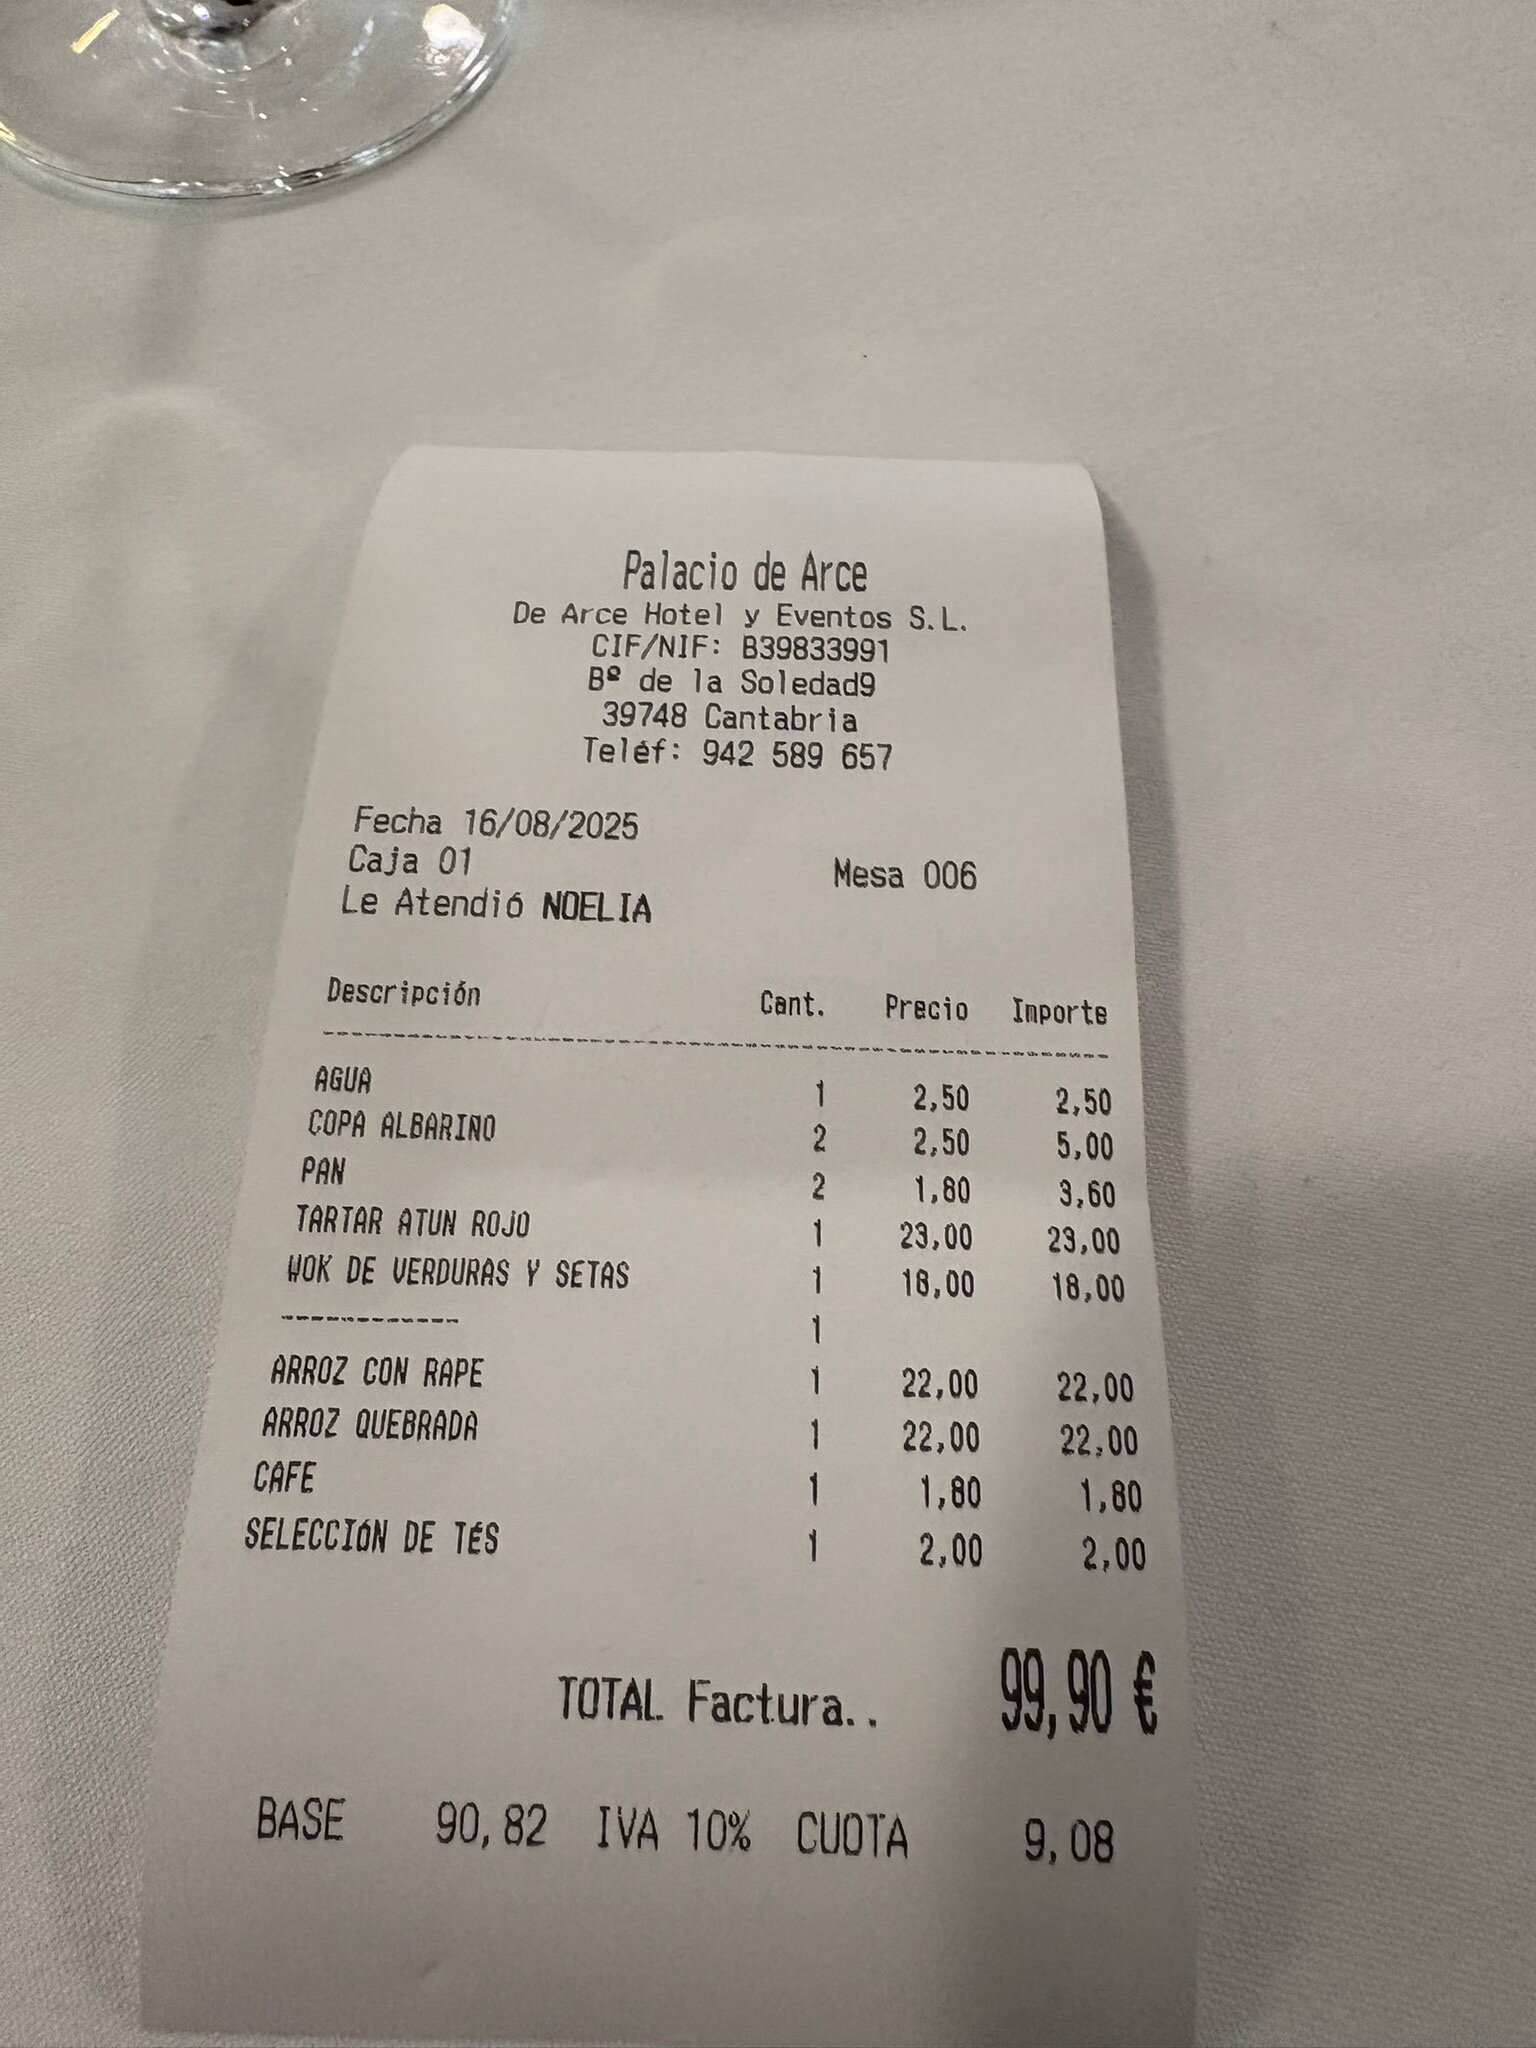 Palacio de Arce
De Arce Hotel y Eventos S.L.
CIF/NIF: B39833991
Bº de la Soledad9
39748 Cantabria
Teléf: 942 589 657
Fecha 16/08/2025
Caja 01 Mesa 006
Le Atendió NOELIA
Descripción Cant. Precio Importe
AGUA 1 2,50 2,50
COPA ALBARIÑO 2 2,50 5,00
PAN 2 1,80 3,60
TARTAR ATUN ROJO 1 23,00 23,00
WOK DE VERDURAS Y SETAS 1 18,00 18,00
------------- 1
ARROZ CON RAPE 1 22,00 22,00
ARROZ QUEBRADA 1 22,00 22,00
CAFE 1 1,80 1,80
SELECCIÓN DE TÉS 1 2,00 2,00
TOTAL Factura.. 99,90 €
BASE 90,82 IVA 10% CUOTA 9,08